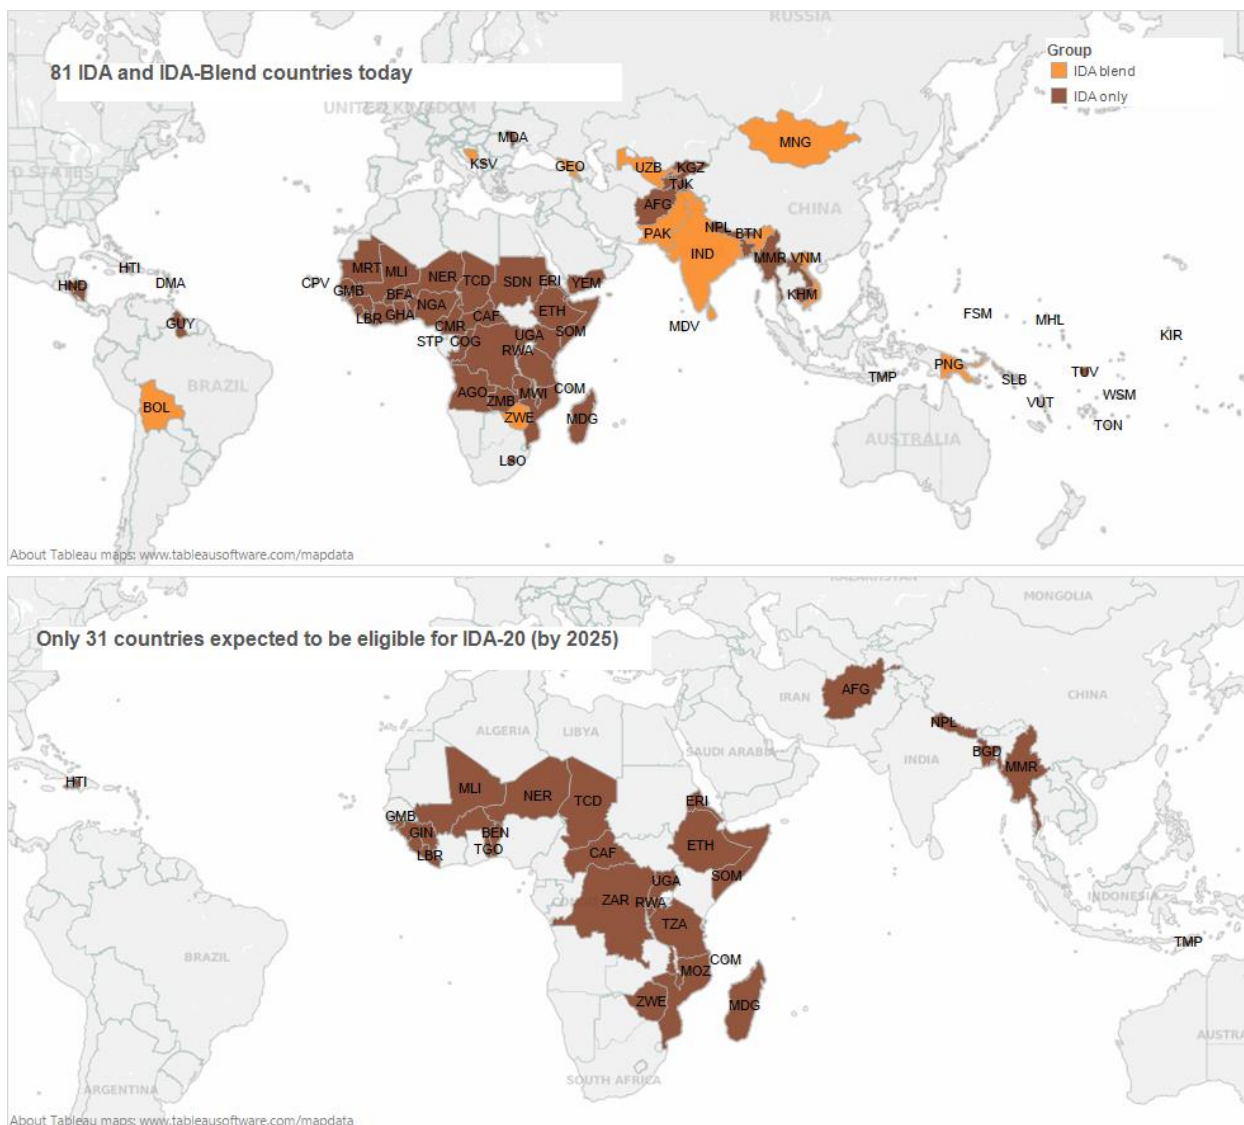 RUSSIA
81 IDA and IDA-Blend countries today
Group
IDA blend
IDA only
UNITED KINGDOM
MDA
MNG
D STATES
KSV
GEO
UZB
KGZ
TJK
AFG
CHINA
PAK
NPL
BTN
IND
MMR
VNM
HTI
DMA
CPV
MRT
MLI
NER
TCD
SDN
ERI
YEM
HND
GMB
BFA
NGA
ETH
KHM
LBR
GHA
CAF
GUY
CMR
SOM
MDV
FSM
MHL
STP
COG
UGA
RWA
KIR
BRAZIL
PNG
TMP
SLB
TUV
BOL
AGO
ZMB
MWI
COM
VUT
WSM
ZWE
MDG
TON
AUSTRALIA
LSO
About Tableau maps: www.tableausoftware.com/mapdata
KAZAKHSTAN
MONGOLIA
Only 31 countries expected to be eligible for IDA-20 (by 2025)
AFG
IRAN
CHINA
ALGERIA
LIBYA
NPL
SAUDI ARABIA
BGD
INDIA
MMR
HTI
MLI
NER
TCD
ERI
GMB
GIN
BEN
TGO
LBR
ETH
CAF
SOM
UGA
ZAR
RWA
INDONESIA
TZA
TMP
BRAZIL
COM
MOZ
ZWE
MDG
AUSTRA
SOUTH AFRICA
ARGENTINA
About Tableau maps: www.tableausoftware.com/mapdata